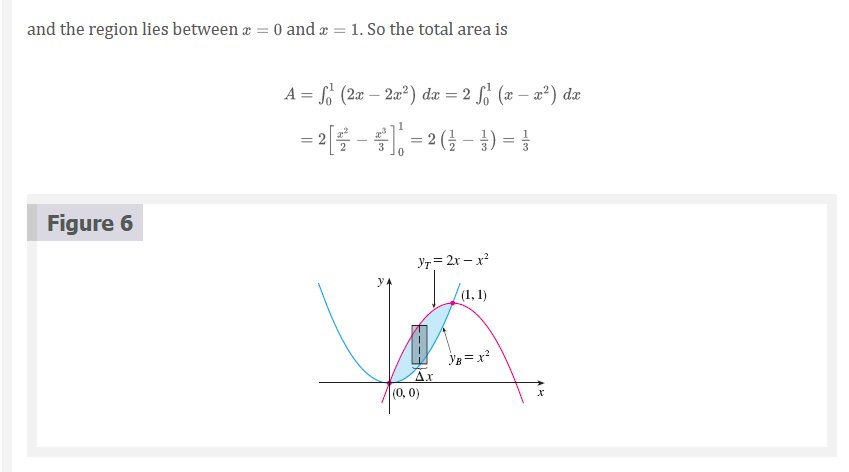 and the region lies between x = 0 and x = 1. So the total area is
A = ∫₀¹ (2x − 2x²) dx = 2 ∫₀¹ (x − x²) dx
= 2[x²/2 − x³/3]₀¹ = 2 (1/2 − 1/3) = 1/3
Figure 6
y_T = 2x − x²
y
(1, 1)
y_B = x²
Δx
(0, 0)
x